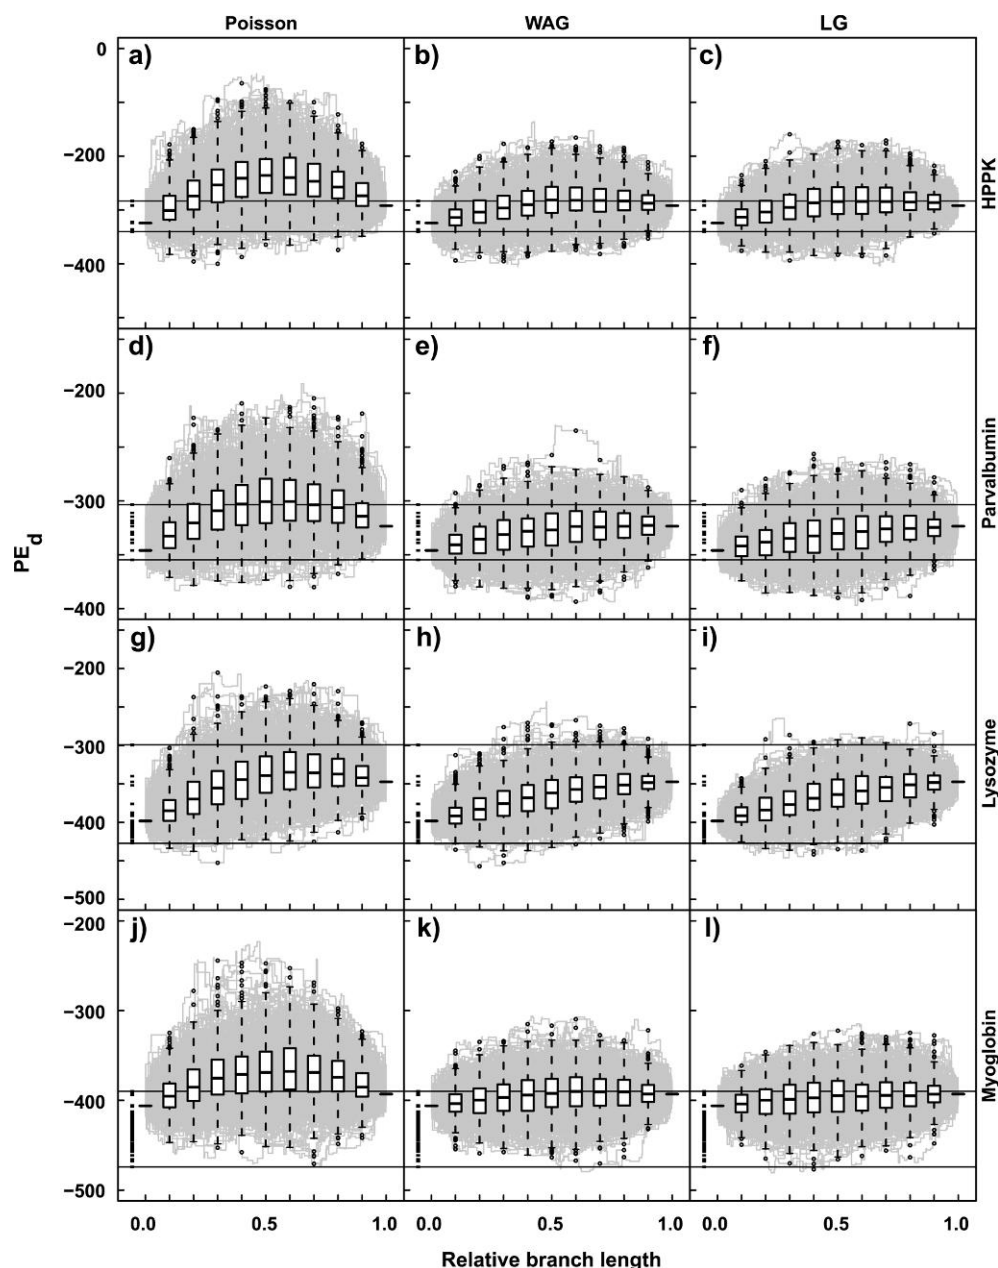 Poisson WAG LG
a) b) c)
0
−200
−400
HPPK
d) e) f)
−200
−300
−400
Parvalbumin
PEd
g) h) i)
−200
−300
−400
−500
Lysozyme
j) k) l)
−200
−300
−400
−500
Myoglobin
0.0 0.5 1.0 0.0 0.5 1.0 0.0 0.5 1.0
Relative branch length